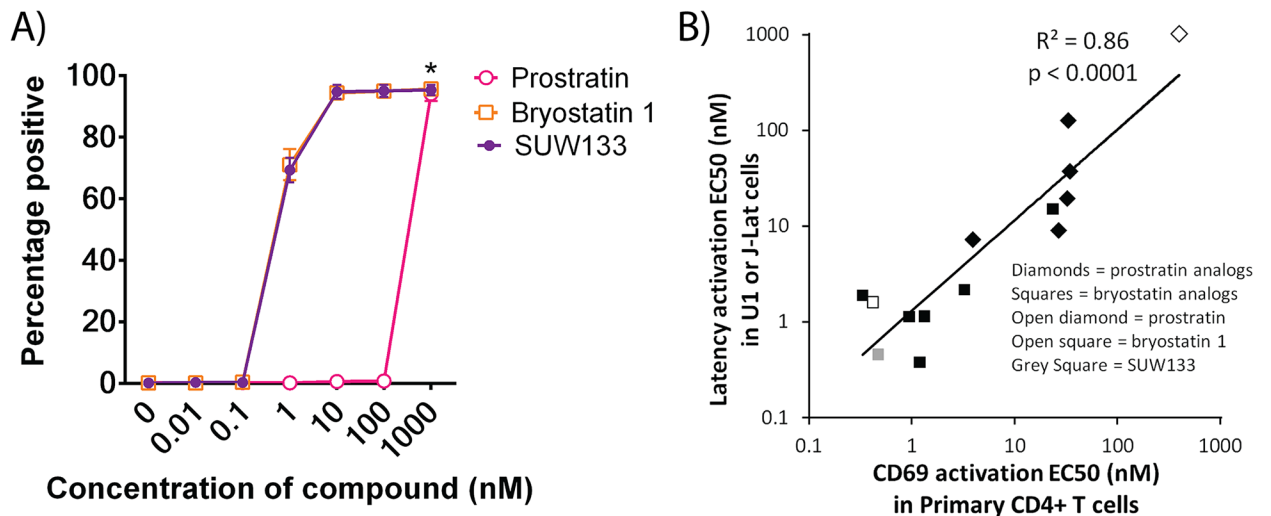 A)
Percentage positive
100
80
60
40
20
0
0
0.01
0.1
1
10
100
1000
*
Concentration of compound (nM)
Prostratin
Bryostatin 1
SUW133
B)
Latency activation EC50 (nM)
in U1 or J-Lat cells
1000
100
10
1
0.1
R² = 0.86
p < 0.0001
Diamonds = prostratin analogs
Squares = bryostatin analogs
Open diamond = prostratin
Open square = bryostatin 1
Grey Square = SUW133
0.1
1
10
100
1000
CD69 activation EC50 (nM)
in Primary CD4+ T cells